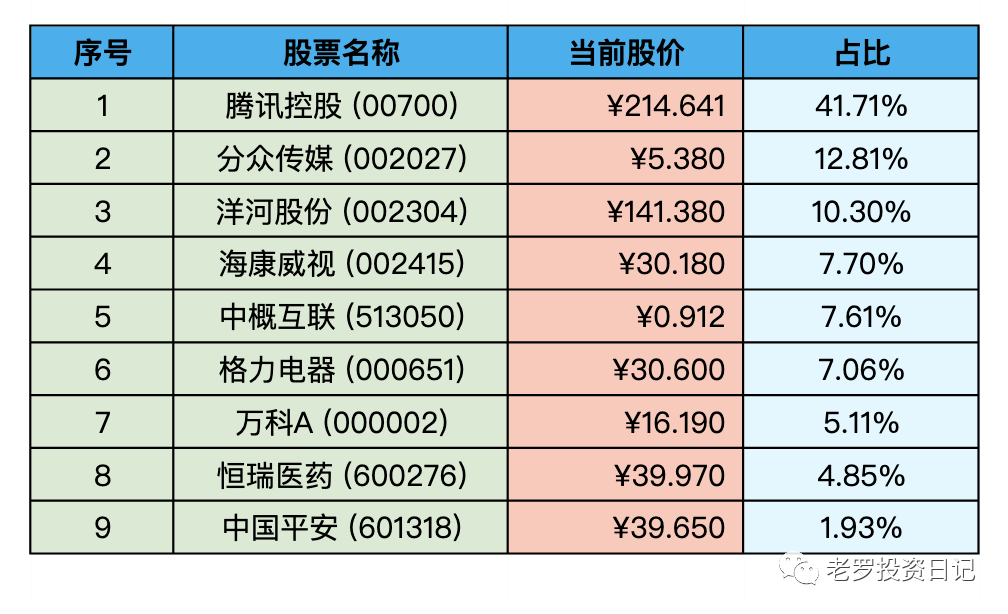 序号 股票名称 当前股价 占比
1 腾讯控股 (00700) ¥214.641 41.71%
2 分众传媒 (002027) ¥5.380 12.81%
3 洋河股份 (002304) ¥141.380 10.30%
4 海康威视 (002415) ¥30.180 7.70%
5 中概互联 (513050) ¥0.912 7.61%
6 格力电器 (000651) ¥30.600 7.06%
7 万科A (000002) ¥16.190 5.11%
8 恒瑞医药 (600276) ¥39.970 4.85%
9 中国平安 (601318) ¥39.650 1.93%
老罗投资日记